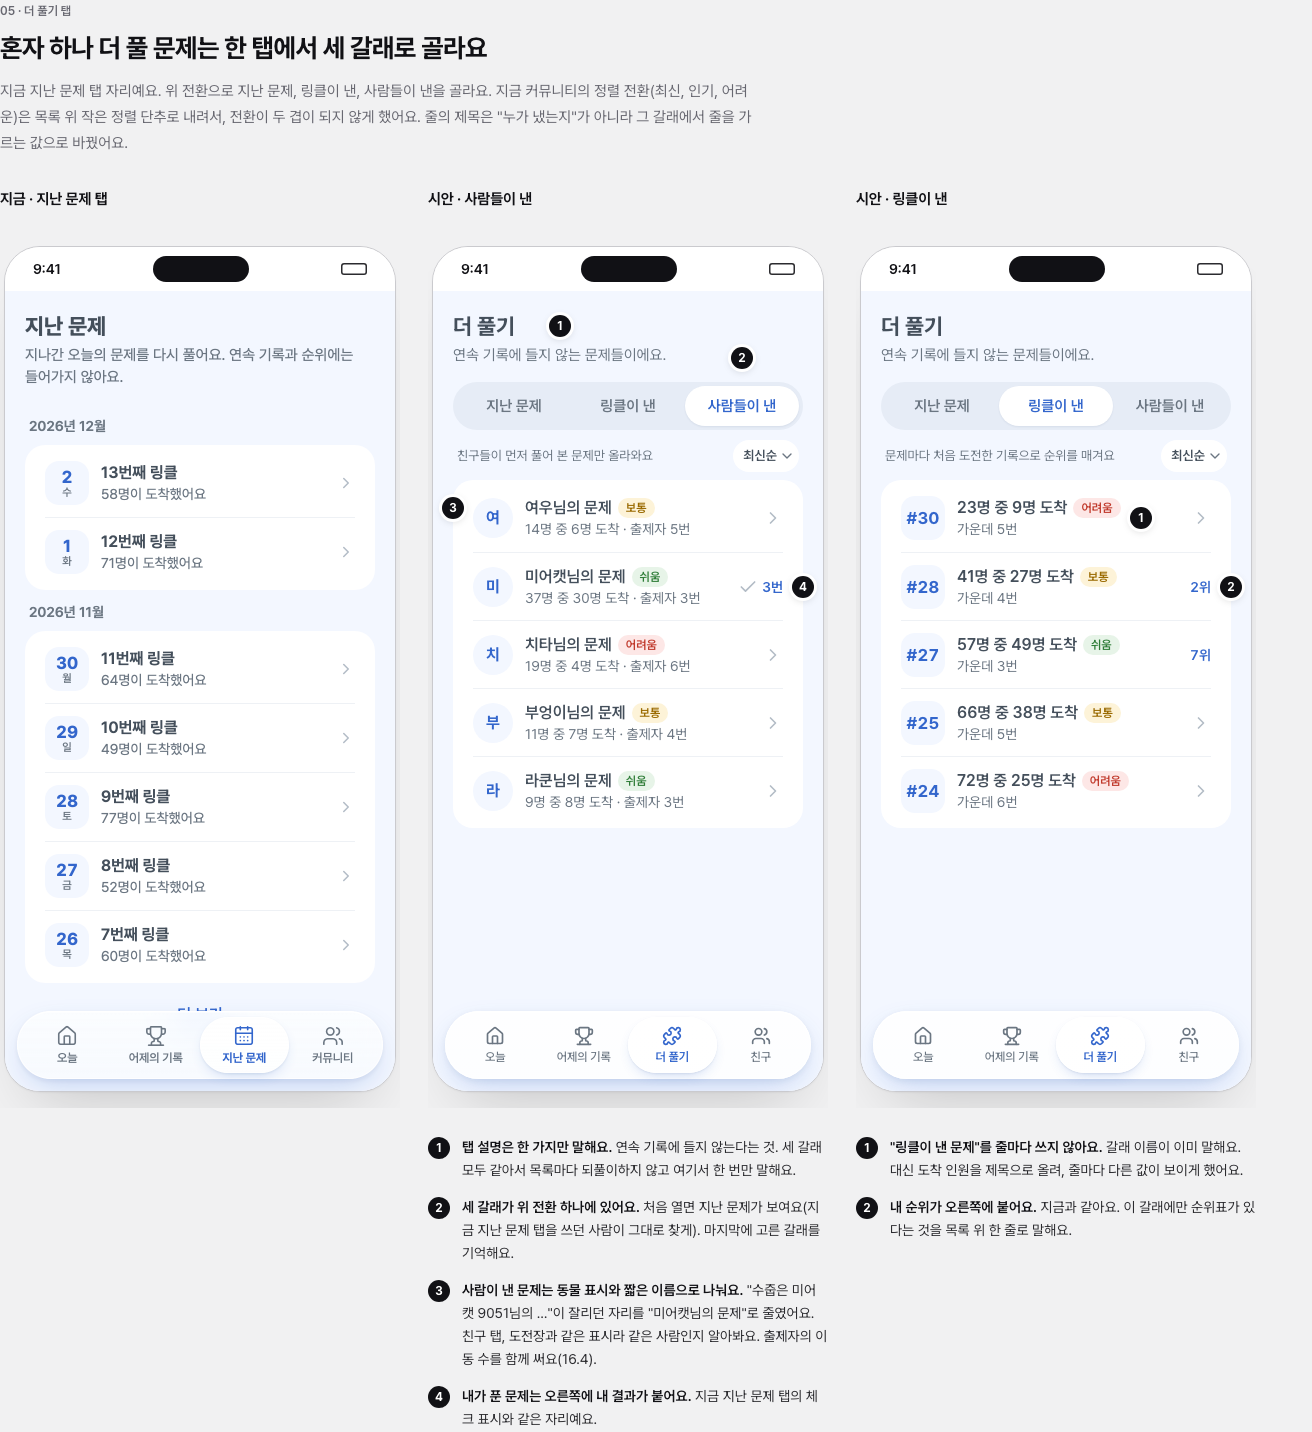 05 · 더 풀기 탭
혼자 하나 더 풀 문제는 한 탭에서 세 갈래로 골라요
지금 지난 문제 탭 자리예요. 위 전환으로 지난 문제, 링클이 낸, 사람들이 낸을 골라요. 지금 커뮤니티의 정렬 전환(최신, 인기, 어려
운)은 목록 위 작은 정렬 단추로 내려서, 전환이 두 겹이 되지 않게 했어요. 줄의 제목은 "누가 냈는지"가 아니라 그 갈래에서 줄을 가
르는 값으로 바꿨어요.
지금 · 지난 문제 탭
9:41
지난 문제
지나간 오늘의 문제를 다시 풀어요. 연속 기록과 순위에는
들어가지 않아요.
2026년 12월
2
수
13번째 링클
58명이 도착했어요
1
화
12번째 링클
71명이 도착했어요
2026년 11월
30
월
11번째 링클
64명이 도착했어요
29
일
10번째 링클
49명이 도착했어요
28
토
9번째 링클
77명이 도착했어요
27
금
8번째 링클
52명이 도착했어요
26
목
7번째 링클
60명이 도착했어요
더 보기
오늘
어제의 기록
지난 문제
커뮤니티
시안 · 사람들이 낸
9:41
더 풀기
1
연속 기록에 들지 않는 문제들이에요.
2
지난 문제
링클이 낸
사람들이 낸
친구들이 먼저 풀어 본 문제만 올라와요
최신순
3
여
여우님의 문제 보통
14명 중 6명 도착 · 출제자 5번
미
미어캣님의 문제 쉬움
37명 중 30명 도착 · 출제자 3번
3번
4
치
치타님의 문제 어려움
19명 중 4명 도착 · 출제자 6번
부
부엉이님의 문제 보통
11명 중 7명 도착 · 출제자 4번
라
라쿤님의 문제 쉬움
9명 중 8명 도착 · 출제자 3번
오늘
어제의 기록
더 풀기
친구
1 탭 설명은 한 가지만 말해요. 연속 기록에 들지 않는다는 것. 세 갈래
모두 같아서 목록마다 되풀이하지 않고 여기서 한 번만 말해요.
2 세 갈래가 위 전환 하나에 있어요. 처음 열면 지난 문제가 보여요(지
금 지난 문제 탭을 쓰던 사람이 그대로 찾게). 마지막에 고른 갈래를
기억해요.
3 사람이 낸 문제는 동물 표시와 짧은 이름으로 나눠요. "수줍은 미어
캣 9051님의 ..."이 잘리던 자리를 "미어캣님의 문제"로 줄였어요.
친구 탭, 도전장과 같은 표시라 같은 사람인지 알아봐요. 출제자의 이
동 수를 함께 써요(16.4).
4 내가 푼 문제는 오른쪽에 내 결과가 붙어요. 지금 지난 문제 탭의 체
크 표시와 같은 자리예요.
시안 · 링클이 낸
9:41
더 풀기
연속 기록에 들지 않는 문제들이에요.
지난 문제
링클이 낸
사람들이 낸
문제마다 처음 도전한 기록으로 순위를 매겨요
최신순
#30
23명 중 9명 도착 어려움
가운데 5번
1
#28
41명 중 27명 도착 보통
가운데 4번
2위
2
#27
57명 중 49명 도착 쉬움
가운데 3번
7위
#25
66명 중 38명 도착 보통
가운데 5번
#24
72명 중 25명 도착 어려움
가운데 6번
오늘
어제의 기록
더 풀기
친구
1 "링클이 낸 문제"를 줄마다 쓰지 않아요. 갈래 이름이 이미 말해요.
대신 도착 인원을 제목으로 올려, 줄마다 다른 값이 보이게 했어요.
2 내 순위가 오른쪽에 붙어요. 지금과 같아요. 이 갈래에만 순위표가 있
다는 것을 목록 위 한 줄로 말해요.